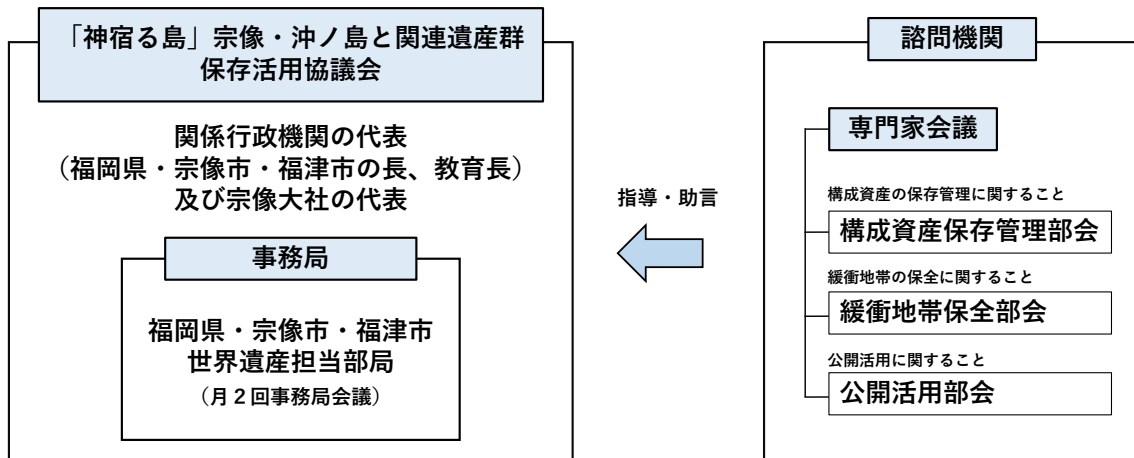 「神宿る島」宗像・沖ノ島と関連遺産群
保存活用協議会
関係行政機関の代表
（福岡県・宗像市・福津市の長、教育長）
及び宗像大社の代表
事務局
福岡県・宗像市・福津市
世界遺産担当部局
（月２回事務局会議）
指導・助言
諮問機関
専門家会議
構成資産の保存管理に関すること
構成資産保存管理部会
緩衝地帯の保全に関すること
緩衝地帯保全部会
公開活用に関すること
公開活用部会